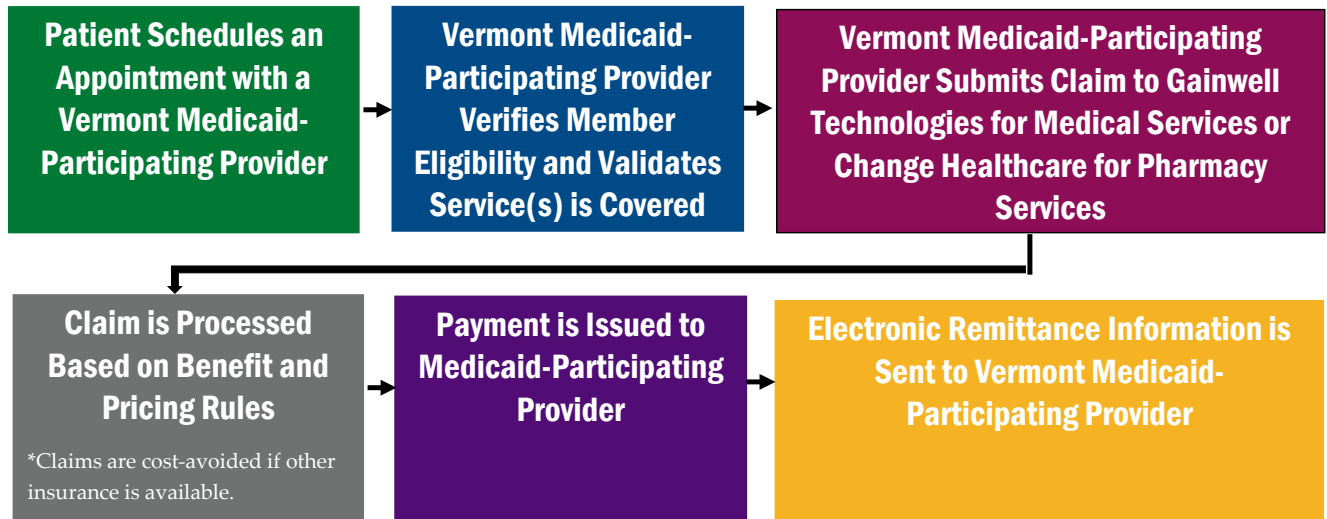 Patient Schedules an
Appointment with a
Vermont Medicaid-
Participating Provider
Vermont Medicaid-
Participating Provider
Verifies Member
Eligibility and Validates
Service(s) is Covered
Vermont Medicaid-Participating
Provider Submits Claim to Gainwell
Technologies for Medical Services or
Change Healthcare for Pharmacy
Services
Claim is Processed
Based on Benefit and
Pricing Rules
*Claims are cost-avoided if other
insurance is available.
Payment is Issued to
Medicaid-Participating
Provider
Electronic Remittance Information is
Sent to Vermont Medicaid-
Participating Provider